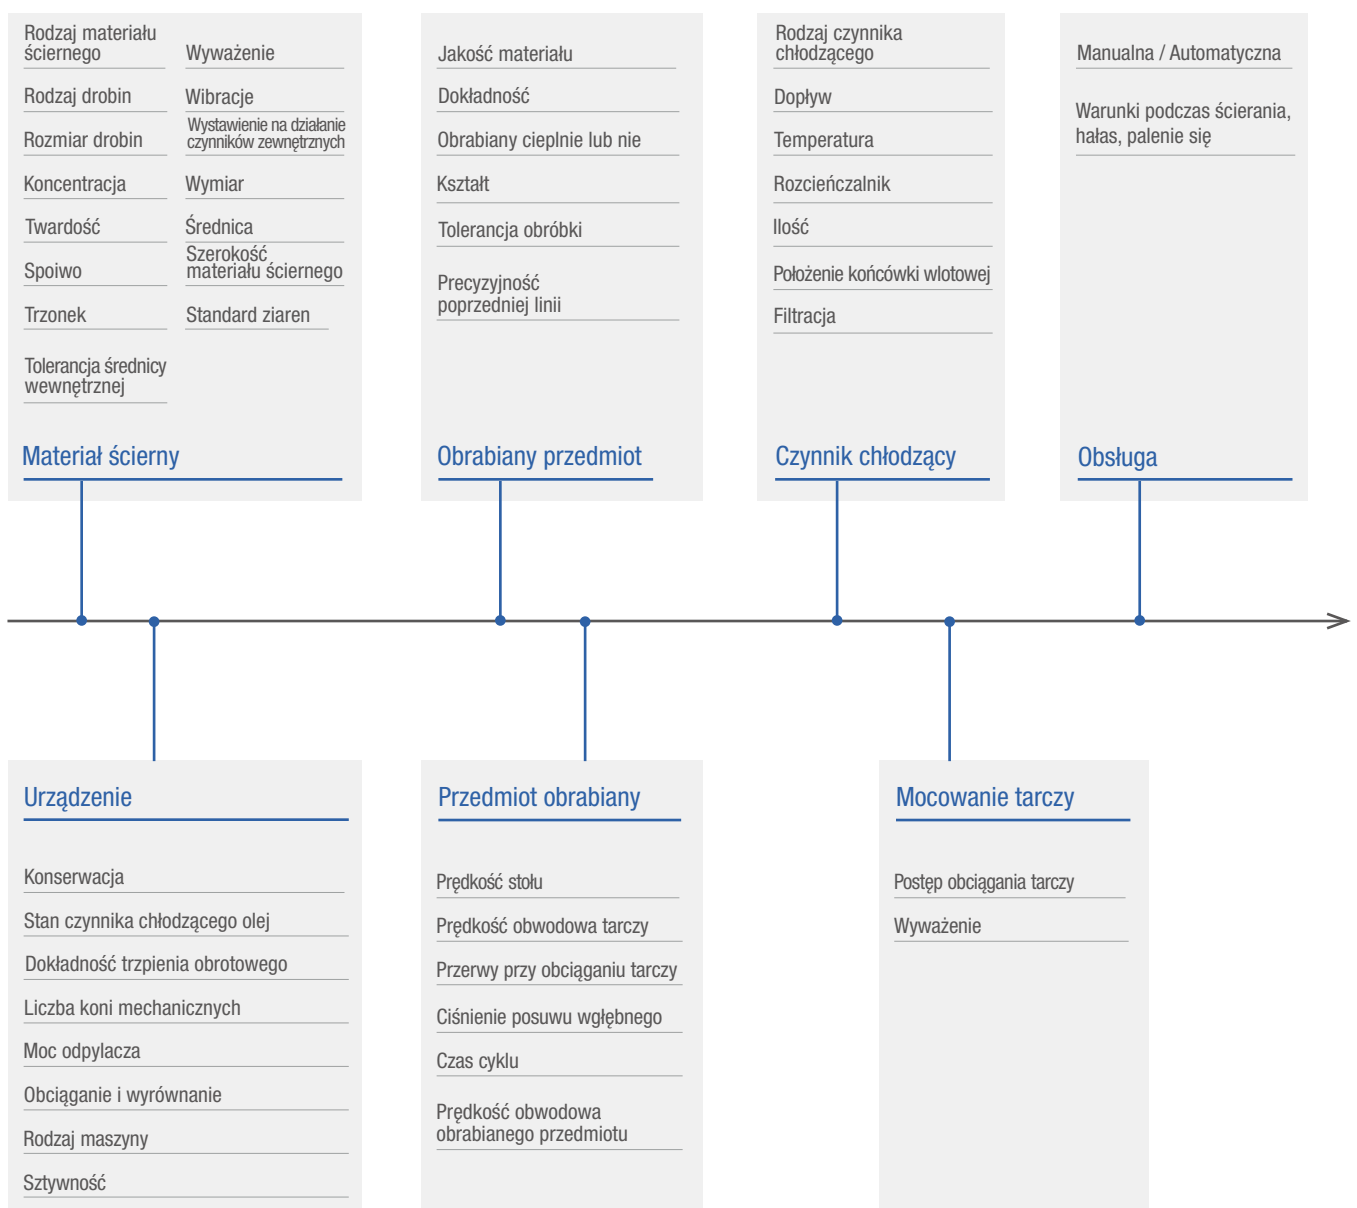 Rodzaj materiału
ściernego
Rodzaj drobin
Rozmiar drobin
Koncentracja
Twardość
Spoiwo
Trzonek
Tolerancja średnicy
wewnętrznej
Wyważenie
Wibracje
Wystawienie na działanie
czynników zewnętrznych
Wymiar
Średnica
Szerokość
materiału ściernego
Standard ziaren
Materiał ścierny
Jakość materiału
Dokładność
Obrabiany cieplnie lub nie
Kształt
Tolerancja obróbki
Precyzyjność
poprzedniej linii
Obrabiany przedmiot
Rodzaj czynnika
chłodzącego
Dopływ
Temperatura
Rozcieńczalnik
Ilość
Położenie końcówki wlotowej
Filtracja
Czynnik chłodzący
Manualna / Automatyczna
Warunki podczas ścierania,
hałas, palenie się
Obsługa
Urządzenie
Konserwacja
Stan czynnika chłodzącego olej
Dokładność trzpienia obrotowego
Liczba koni mechanicznych
Moc odpylacza
Obciąganie i wyrównanie
Rodzaj maszyny
Sztywność
Przedmiot obrabiany
Prędkość stołu
Prędkość obwodowa tarczy
Przerwy przy obciąganiu tarczy
Ciśnienie posuwu wgłębnego
Czas cyklu
Prędkość obwodowa
obrabianego przedmiotu
Mocowanie tarczy
Postęp obciągania tarczy
Wyważenie